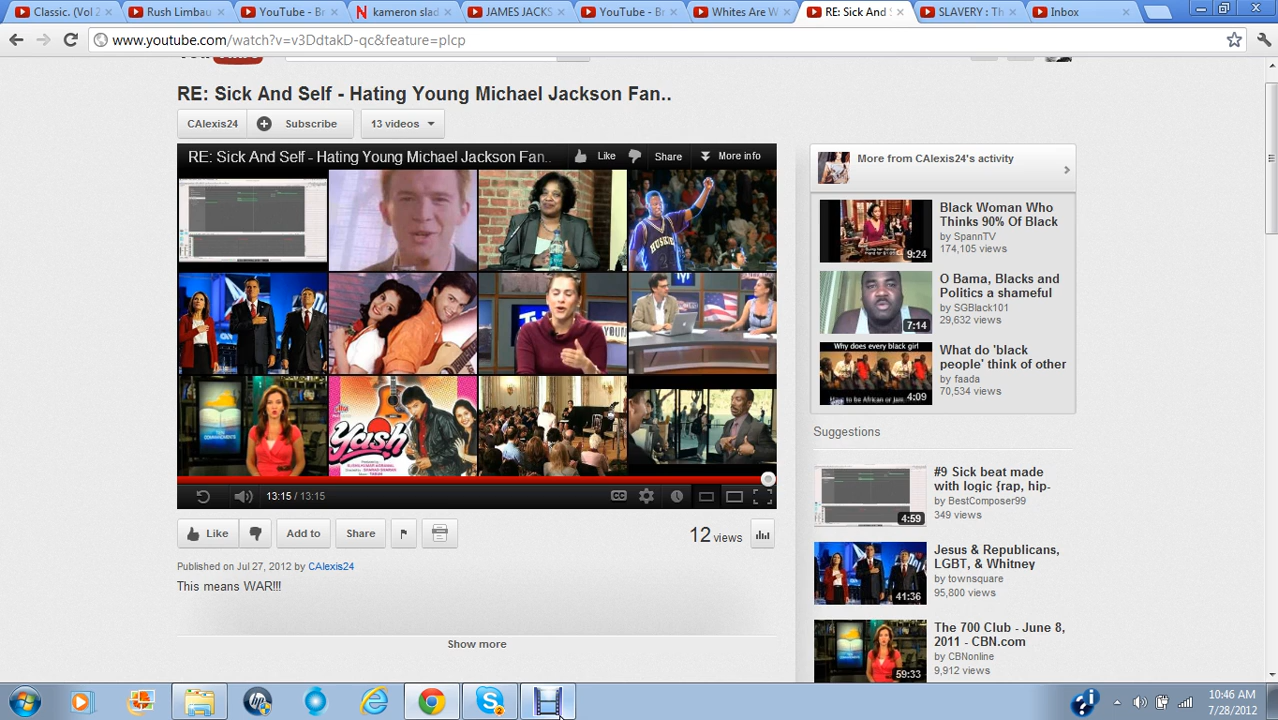 Classic. (Vol 2
Rush Limbau
YouTube - Br
kameron slad
JAMES JACKS
YouTube - Br
Whites Are W
RE: Sick And S
SLAVERY : Th
Inbox
www.youtube.com/watch?v=v3DdtakD-qc&feature=plcp
RE: Sick And Self - Hating Young Michael Jackson Fan..
CAlexis24
Subscribe
13 videos
RE: Sick And Self - Hating Young Michael Jackson Fan..
Like
Share
More info
HUSKIES
Yash
13:15 / 13:15
CC
Like
Add to
Share
12 views
Published on Jul 27, 2012 by CAlexis24
This means WAR!!!
Show more
More from CAlexis24's activity
9:24
Black Woman Who
Thinks 90% Of Black
by SpannTV
174,105 views
7:14
O Bama, Blacks and
Politics a shameful
by SGBlack101
29,632 views
Why does every black girl
4:09
What do 'black
people' think of other
by faada
70,534 views
Suggestions
4:59
#9 Sick beat made
with logic {rap, hip-
by BestComposer99
349 views
41:36
Jesus & Republicans,
LGBT, & Whitney
by townsquare
95,800 views
59:33
The 700 Club - June 8,
2011 - CBN.com
by CBNonline
9,912 views
10:46 AM
7/28/2012